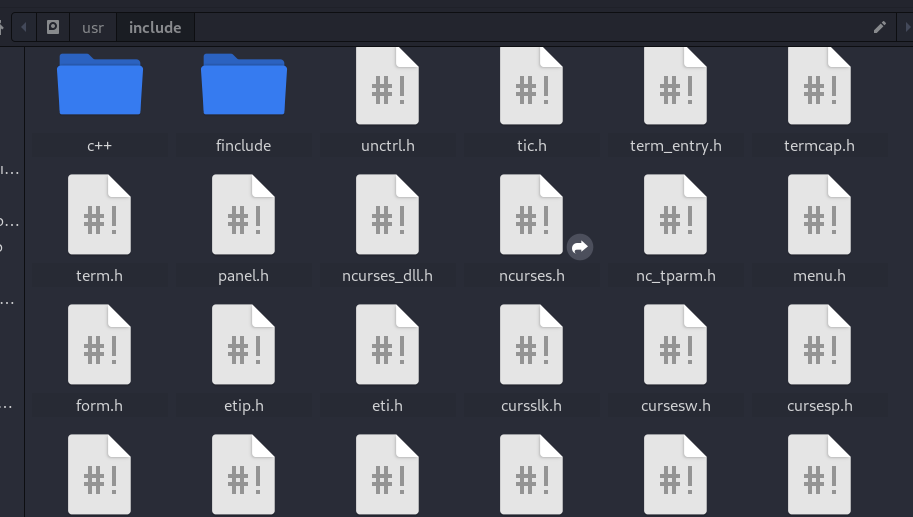 usr include
c++ finclude unctrl.h tic.h term_entry.h termcap.h
#! #! #! #!
term.h panel.h ncurses_dll.h ncurses.h nc_tparm.h menu.h
#! #! #! #! #! #!
form.h etip.h eti.h cursslk.h cursesw.h cursesp.h
#! #! #! #! #! #!
#! #! #! #! #! #!